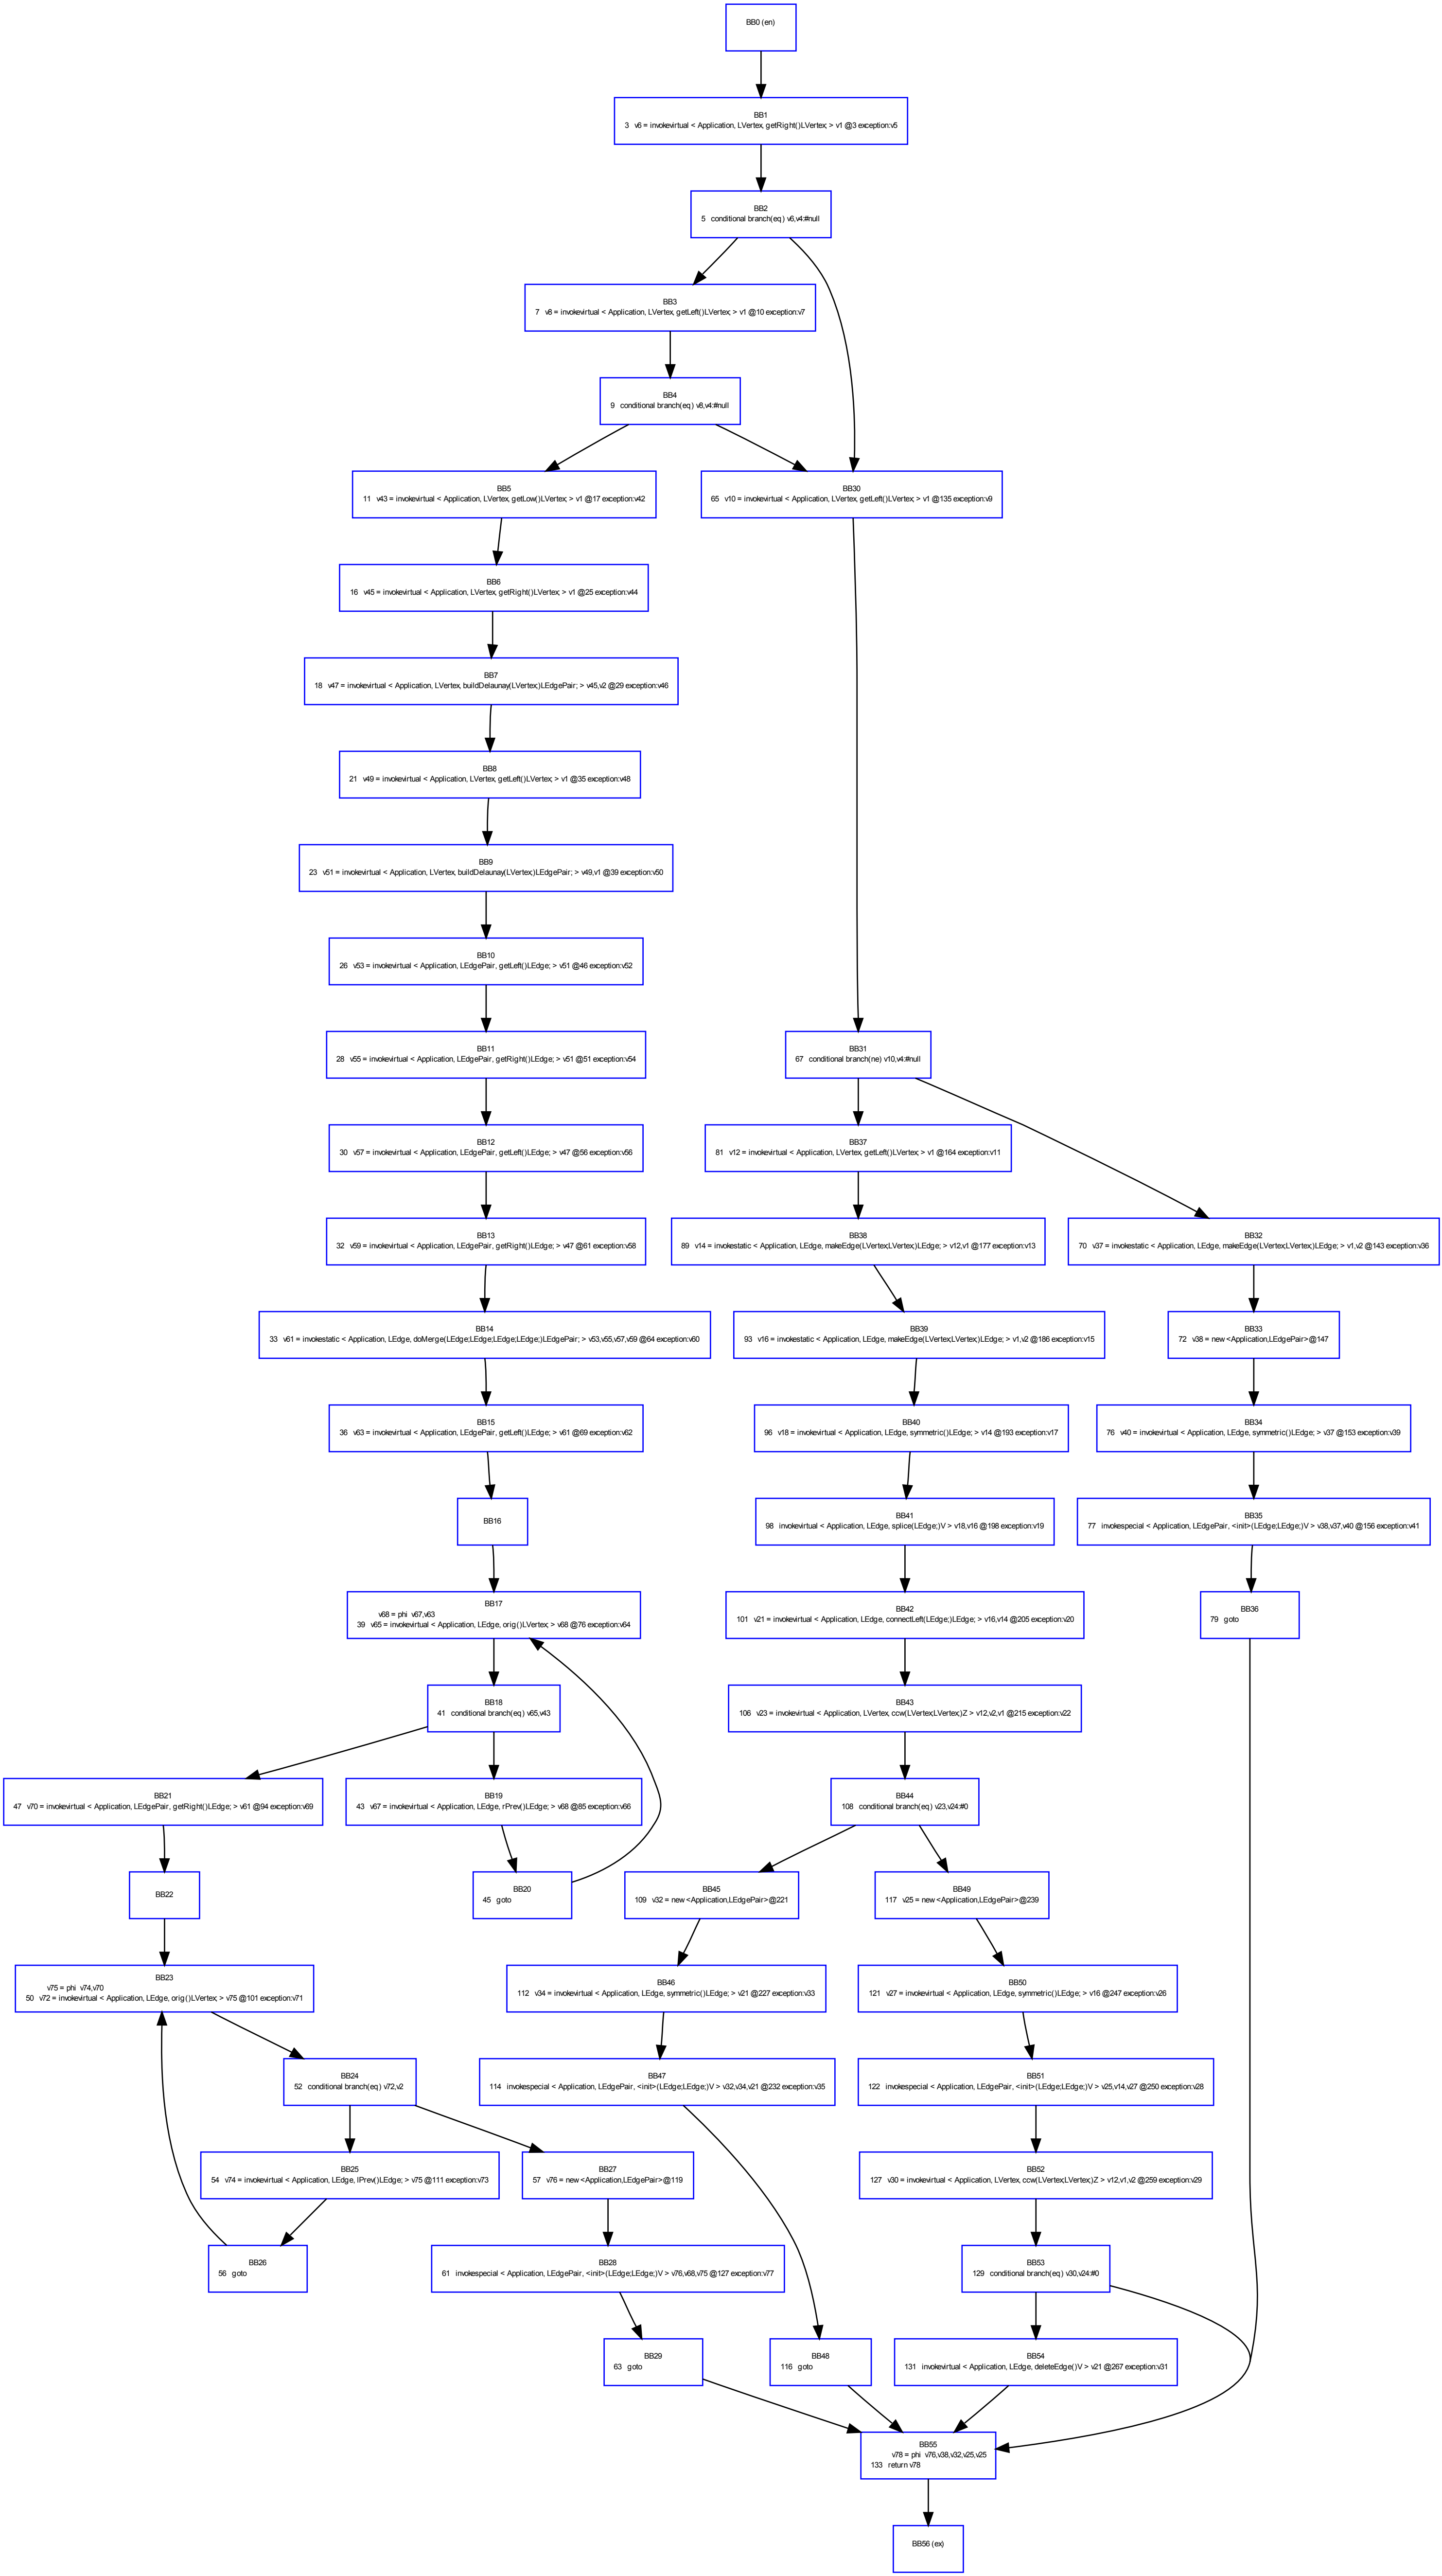 BB0 (en)
BB1
3 v6 = invokevirtual < Application, LVertex, getRight()LVertex; > v1 @3 exception:v5
BB2
5 conditional branch(eq) v6,v4:#null
BB3
7 v8 = invokevirtual < Application, LVertex, getLeft()LVertex; > v1 @10 exception:v7
BB4
9 conditional branch(eq) v8,v4:#null
BB5
11 v43 = invokevirtual < Application, LVertex, getLow()LVertex; > v1 @17 exception:v42
BB30
65 v10 = invokevirtual < Application, LVertex, getLeft()LVertex; > v1 @135 exception:v9
BB6
16 v45 = invokevirtual < Application, LVertex, getRight()LVertex; > v1 @25 exception:v44
BB7
18 v47 = invokevirtual < Application, LVertex, buildDelaunay(LVertex;)LEdgePair; > v45,v2 @29 exception:v46
BB8
21 v49 = invokevirtual < Application, LVertex, getLeft()LVertex; > v1 @35 exception:v48
BB9
23 v51 = invokevirtual < Application, LVertex, buildDelaunay(LVertex;)LEdgePair; > v49,v1 @39 exception:v50
BB10
26 v53 = invokevirtual < Application, LEdgePair, getLeft()LEdge; > v51 @46 exception:v52
BB11
28 v55 = invokevirtual < Application, LEdgePair, getRight()LEdge; > v51 @51 exception:v54
BB31
67 conditional branch(ne) v10,v4:#null
BB12
30 v57 = invokevirtual < Application, LEdgePair, getLeft()LEdge; > v47 @56 exception:v56
BB37
81 v12 = invokevirtual < Application, LVertex, getLeft()LVertex; > v1 @164 exception:v11
BB13
32 v59 = invokevirtual < Application, LEdgePair, getRight()LEdge; > v47 @61 exception:v58
BB38
89 v14 = invokestatic < Application, LEdge, makeEdge(LVertex;LVertex;)LEdge; > v12,v1 @177 exception:v13
BB32
70 v37 = invokestatic < Application, LEdge, makeEdge(LVertex;LVertex;)LEdge; > v1,v2 @143 exception:v36
BB14
33 v61 = invokestatic < Application, LEdge, doMerge(LEdge;LEdge;LEdge;LEdge;)LEdgePair; > v53,v55,v57,v59 @64 exception:v60
BB39
93 v16 = invokestatic < Application, LEdge, makeEdge(LVertex;LVertex;)LEdge; > v1,v2 @186 exception:v15
BB33
72 v38 = new <Application,LEdgePair>@147
BB15
36 v63 = invokevirtual < Application, LEdgePair, getLeft()LEdge; > v61 @69 exception:v62
BB40
96 v18 = invokevirtual < Application, LEdge, symmetric()LEdge; > v14 @193 exception:v17
BB34
76 v40 = invokevirtual < Application, LEdge, symmetric()LEdge; > v37 @153 exception:v39
BB16
BB41
98 invokevirtual < Application, LEdge, splice(LEdge;)V > v18,v16 @198 exception:v19
BB35
77 invokespecial < Application, LEdgePair, <init>(LEdge;LEdge;)V > v38,v37,v40 @156 exception:v41
BB17
v68 = phi v67,v63
39 v65 = invokevirtual < Application, LEdge, orig()LVertex; > v68 @76 exception:v64
BB42
101 v21 = invokevirtual < Application, LEdge, connectLeft(LEdge;)LEdge; > v16,v14 @205 exception:v20
BB36
79 goto
BB18
41 conditional branch(eq) v65,v43
BB43
106 v23 = invokevirtual < Application, LVertex, ccw(LVertex;LVertex;)Z > v12,v2,v1 @215 exception:v22
BB21
47 v70 = invokevirtual < Application, LEdgePair, getRight()LEdge; > v61 @94 exception:v69
BB19
43 v67 = invokevirtual < Application, LEdge, rPrev()LEdge; > v68 @85 exception:v66
BB44
108 conditional branch(eq) v23,v24:#0
BB22
BB20
45 goto
BB45
109 v32 = new <Application,LEdgePair>@221
BB49
117 v25 = new <Application,LEdgePair>@239
BB23
v75 = phi v74,v70
50 v72 = invokevirtual < Application, LEdge, orig()LVertex; > v75 @101 exception:v71
BB46
112 v34 = invokevirtual < Application, LEdge, symmetric()LEdge; > v21 @227 exception:v33
BB50
121 v27 = invokevirtual < Application, LEdge, symmetric()LEdge; > v16 @247 exception:v26
BB24
52 conditional branch(eq) v72,v2
BB47
114 invokespecial < Application, LEdgePair, <init>(LEdge;LEdge;)V > v32,v34,v21 @232 exception:v35
BB51
122 invokespecial < Application, LEdgePair, <init>(LEdge;LEdge;)V > v25,v14,v27 @250 exception:v28
BB25
54 v74 = invokevirtual < Application, LEdge, lPrev()LEdge; > v75 @111 exception:v73
BB27
57 v76 = new <Application,LEdgePair>@119
BB52
127 v30 = invokevirtual < Application, LVertex, ccw(LVertex;LVertex;)Z > v12,v1,v2 @259 exception:v29
BB26
56 goto
BB28
61 invokespecial < Application, LEdgePair, <init>(LEdge;LEdge;)V > v76,v68,v75 @127 exception:v77
BB53
129 conditional branch(eq) v30,v24:#0
BB29
63 goto
BB48
116 goto
BB54
131 invokevirtual < Application, LEdge, deleteEdge()V > v21 @267 exception:v31
BB55
v78 = phi v76,v38,v32,v25,v25
133 return v78
BB56 (ex)